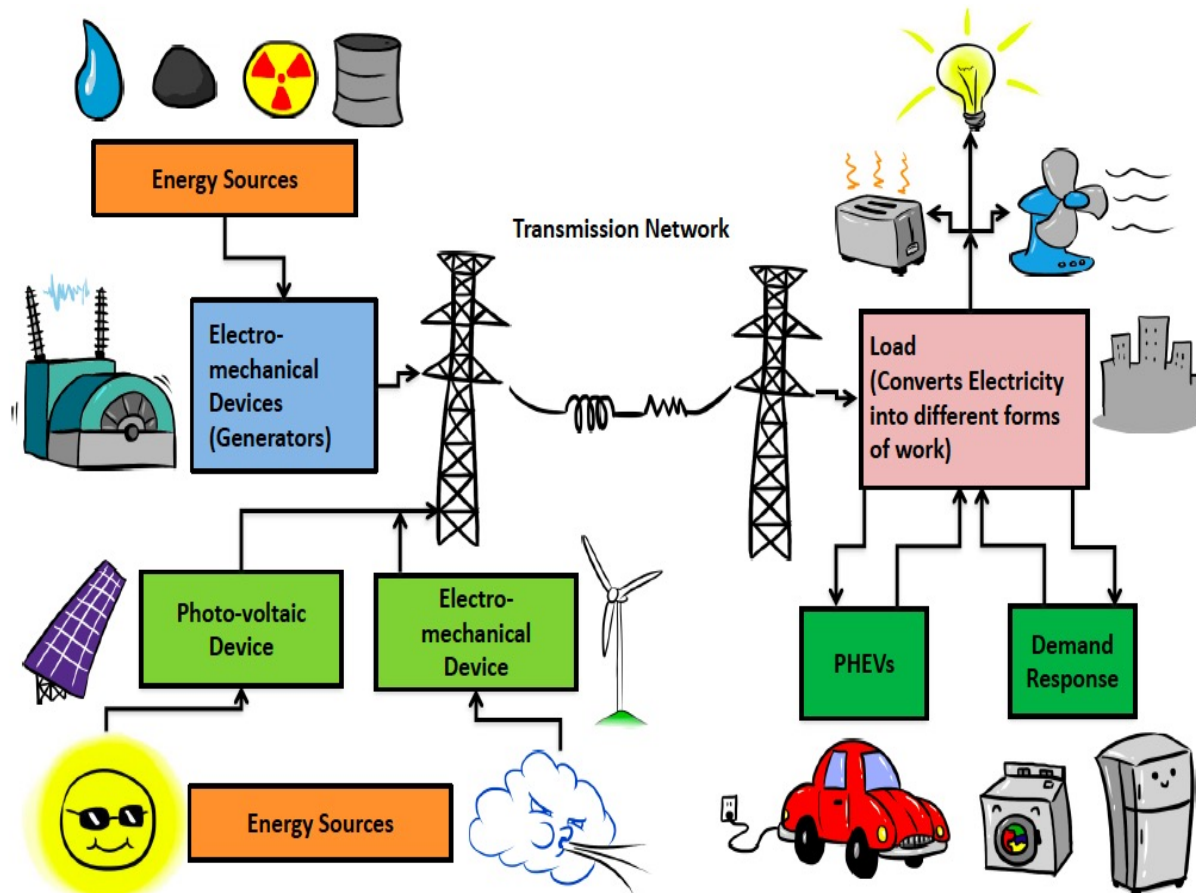 Energy Sources
Transmission Network
Electro-
mechanical
Devices
(Generators)
Load
(Converts Electricity
into different forms
of work)
Photo-voltaic
Device
Electro-
mechanical
Device
PHEVs
Demand
Response
Energy Sources